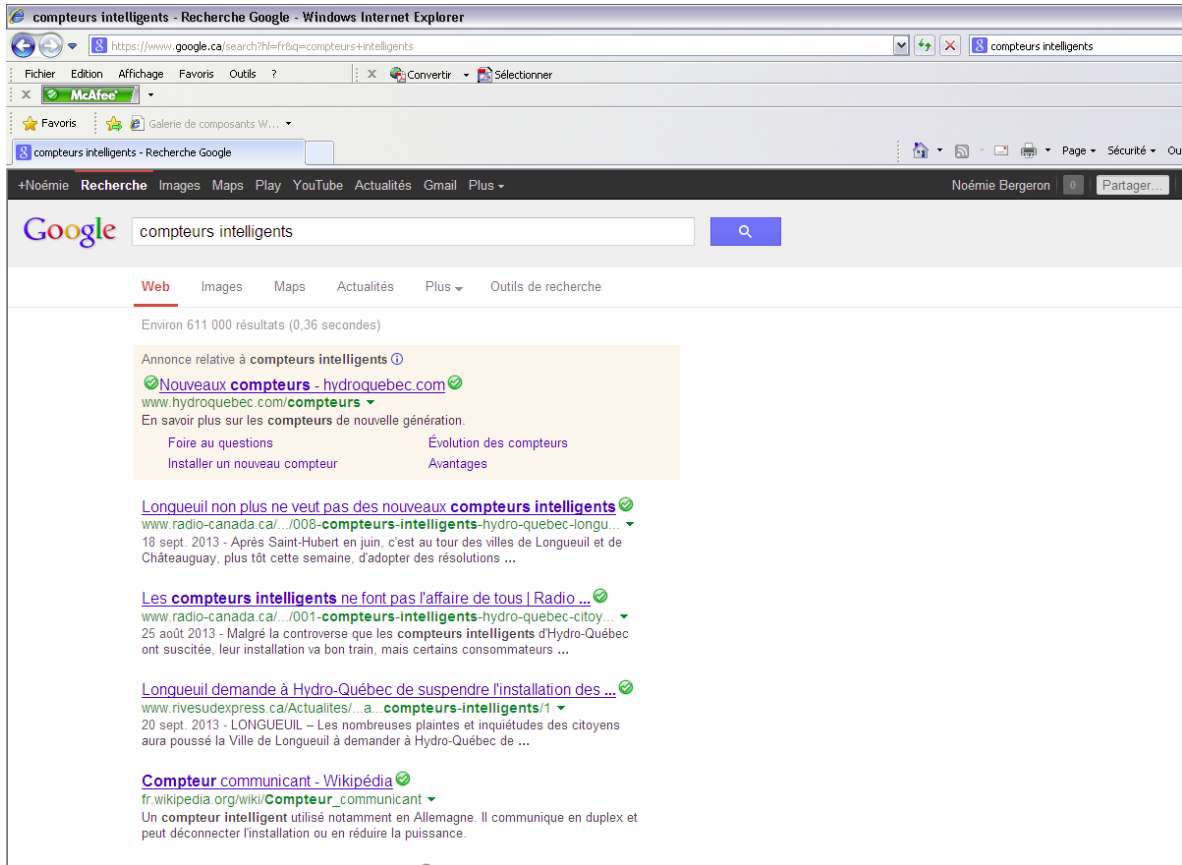 compteurs intelligents - Recherche Google - Windows Internet Explorer
https://www.google.ca/search?hl=fr&q=compteurs+intelligents
compteurs intelligents
Fichier Edition Affichage Favoris Outils ? X Convertir Sélectionner
X McAfee
Favoris Galerie de composants W...
compteurs intelligents - Recherche Google
Page Sécurité Ou
+Noémie Recherche Images Maps Play YouTube Actualités Gmail Plus
Noémie Bergeron 0 Partager...
Google compteurs intelligents
Web Images Maps Actualités Plus Outils de recherche
Environ 611 000 résultats (0,36 secondes)
Annonce relative à compteurs intelligents
Nouveaux compteurs - hydroquebec.com
www.hydroquebec.com/compteurs
En savoir plus sur les compteurs de nouvelle génération.
Foire au questions Évolution des compteurs
Installer un nouveau compteur Avantages
Longueuil non plus ne veut pas des nouveaux compteurs intelligents
www.radio-canada.ca/.../008-compteurs-intelligents-hydro-quebec-longu...
18 sept. 2013 - Après Saint-Hubert en juin, c'est au tour des villes de Longueuil et de
Châteauguay, plus tôt cette semaine, d'adopter des résolutions ...
Les compteurs intelligents ne font pas l'affaire de tous | Radio ...
www.radio-canada.ca/.../001-compteurs-intelligents-hydro-quebec-citoy...
25 août 2013 - Malgré la controverse que les compteurs intelligents d'Hydro-Québec
ont suscitée, leur installation va bon train, mais certains consommateurs ...
Longueuil demande à Hydro-Québec de suspendre l'installation des ...
www.rivesudexpress.ca/Actualites/...a...compteurs-intelligents/1
20 sept. 2013 - LONGUEUIL – Les nombreuses plaintes et inquiétudes des citoyens
aura poussé la Ville de Longueuil à demander à Hydro-Québec de ...
Compteur communicant - Wikipédia
fr.wikipedia.org/wiki/Compteur_communicant
Un compteur intelligent utilisé notamment en Allemagne. Il communique en duplex et
peut déconnecter l'installation ou en réduire la puissance.